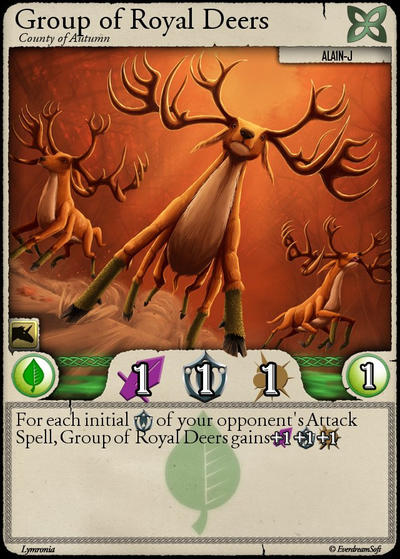 Group of Royal Deers
County of Autumn
ALAIN-J
1 1 1 1
For each initial of your opponent's Attack
Spell, Group of Royal Deers gains +1 +1 +1
Lymronia © EverdreamSoft